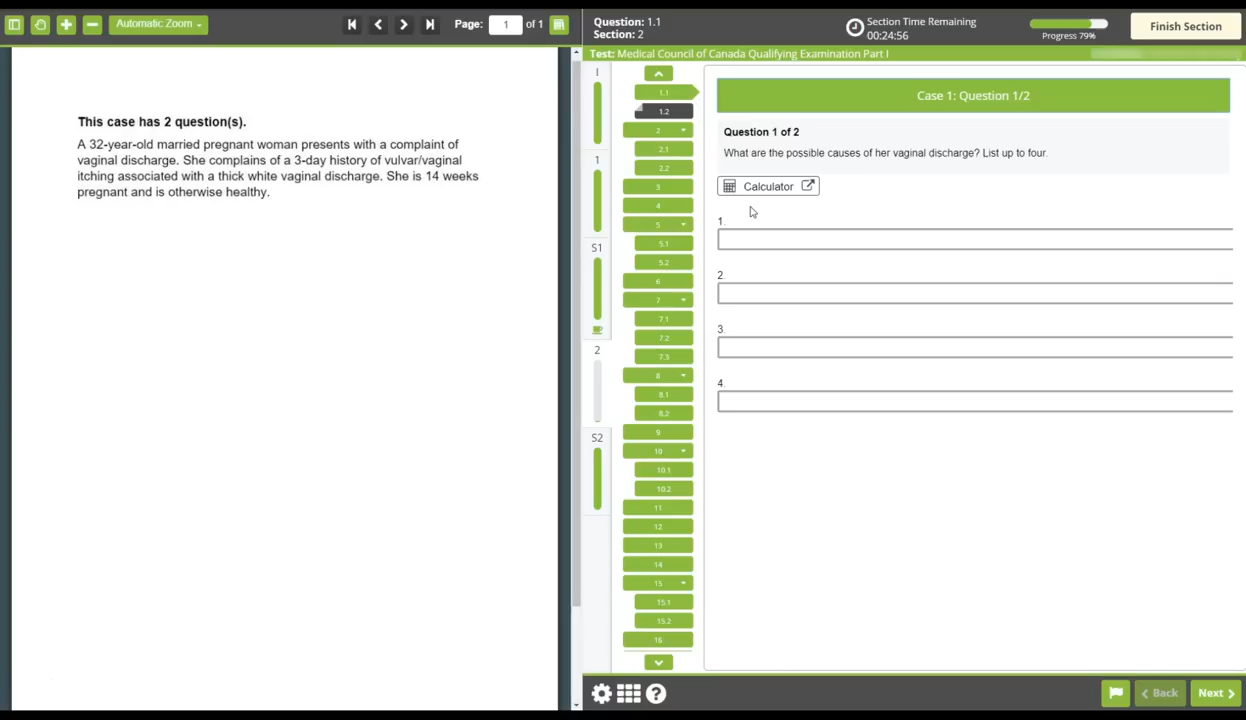 Automatic Zoom
Page: 1 of 1
This case has 2 question(s).
A 32-year-old married pregnant woman presents with a complaint of
vaginal discharge. She complains of a 3-day history of vulvar/vaginal
itching associated with a thick white vaginal discharge. She is 14 weeks
pregnant and is otherwise healthy.
Question: 1.1
Section: 2
Section Time Remaining
00:24:56
Progress 79%
Finish Section
Test: Medical Council of Canada Qualifying Examination Part I
I
1
S1
2
S2
1.1
1.2
2
2.1
2.2
3
4
5
5.1
5.2
6
7
7.1
7.2
7.3
8
8.1
8.2
9
10
10.1
10.2
11
12
13
14
15
15.1
15.2
16
Case 1: Question 1/2
Question 1 of 2
What are the possible causes of her vaginal discharge? List up to four.
Calculator
1.
2.
3.
4.
Back
Next